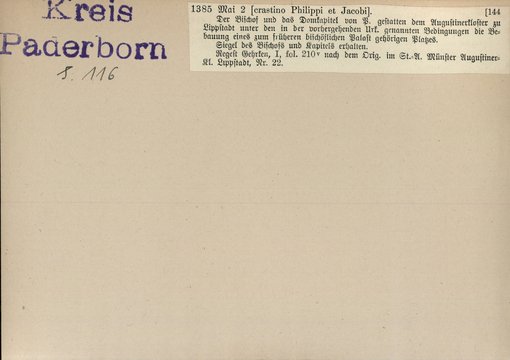 Kreis
Paderborn
S. 116
1385 Mai 2 [crastino Philippi et Jacobi]. [144
Der Bischof und das Domkapitel von P. gestatten dem Augustinerkloster zu
Lippstadt unter den in der vorhergehenden Urk. genannten Bedingungen die Be-
bauung eines zum früheren bischöflichen Palast gehörigen Platzes.
Siegel des Bischofs und Kapitels erhalten.
Regest Gehrken, I, fol. 210v nach dem Orig. im St.-A. Münster Augustiner-
Kl. Lippstadt, Nr. 22.